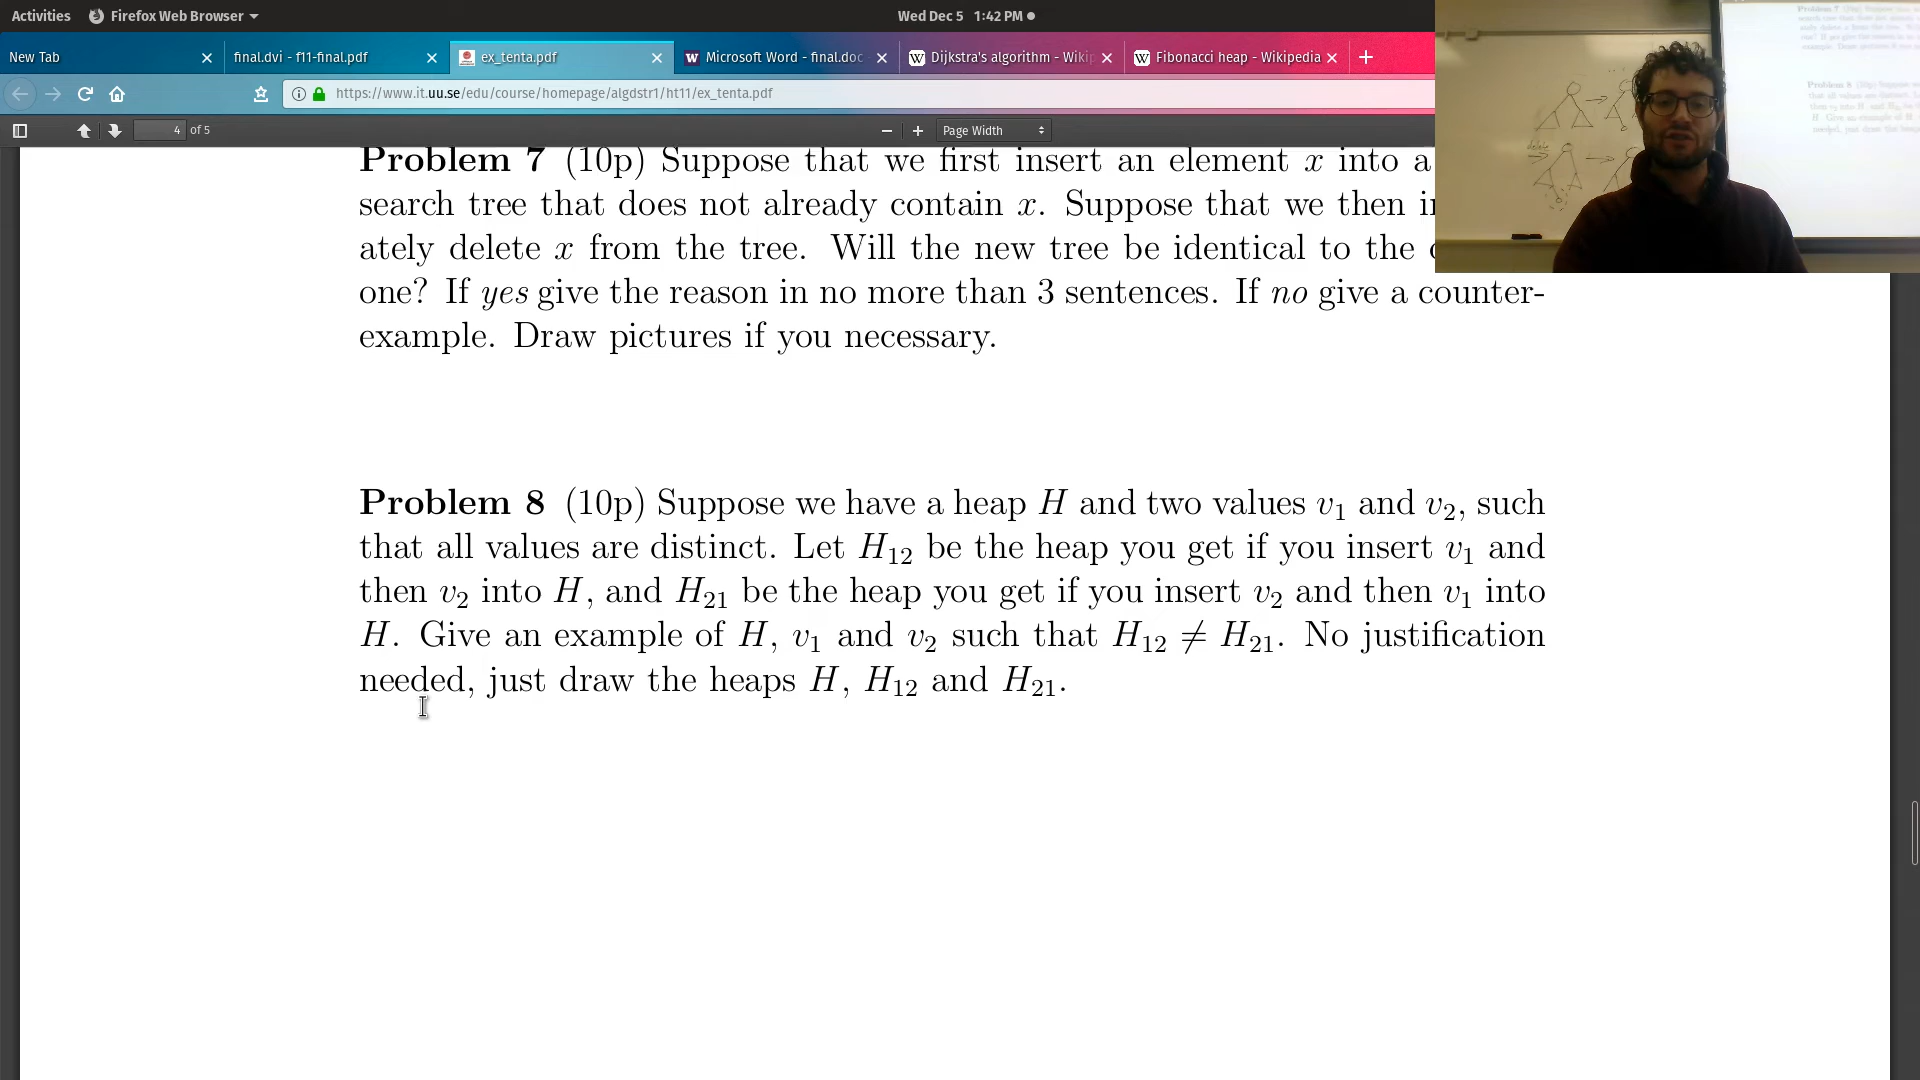 Activities Firefox Web Browser Wed Dec 5 1:42 PM
New Tab final.dvi - f11-final.pdf ex_tenta.pdf Microsoft Word - final.doc Dijkstra's algorithm - Wikip Fibonacci heap - Wikipedia
https://www.it.uu.se/edu/course/homepage/algdstr1/ht11/ex_tenta.pdf
4 of 5 Page Width
Problem 7 (10p) Suppose that we first insert an element x into a
search tree that does not already contain x. Suppose that we then i
ately delete x from the tree. Will the new tree be identical to the
one? If yes give the reason in no more than 3 sentences. If no give a counter-
example. Draw pictures if you necessary.
Problem 8 (10p) Suppose we have a heap H and two values v₁ and v₂, such
that all values are distinct. Let H₁₂ be the heap you get if you insert v₁ and
then v₂ into H, and H₂₁ be the heap you get if you insert v₂ and then v₁ into
H. Give an example of H, v₁ and v₂ such that H₁₂ ≠ H₂₁. No justification
needed, just draw the heaps H, H₁₂ and H₂₁.